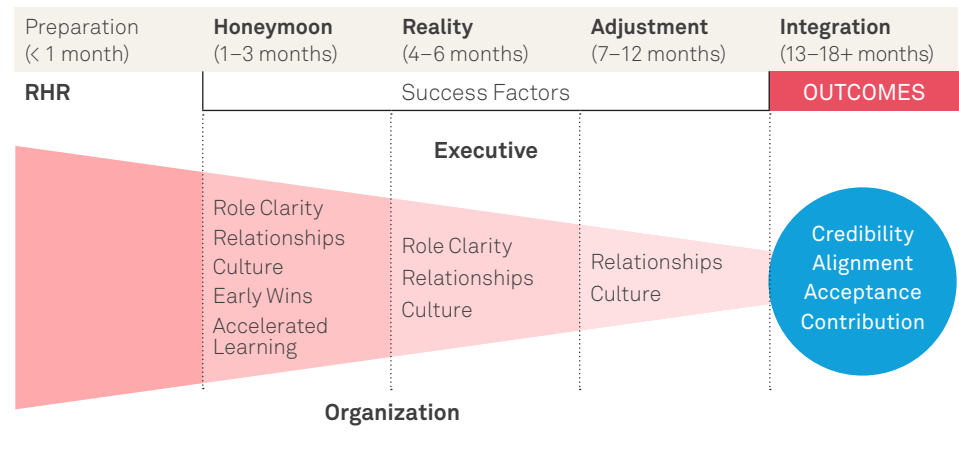 Preparation
(< 1 month)
Honeymoon
(1–3 months)
Reality
(4–6 months)
Adjustment
(7–12 months)
Integration
(13–18+ months)
RHR
Success Factors
OUTCOMES
Executive
Role Clarity
Relationships
Culture
Early Wins
Accelerated
Learning
Role Clarity
Relationships
Culture
Relationships
Culture
Credibility
Alignment
Acceptance
Contribution
Organization